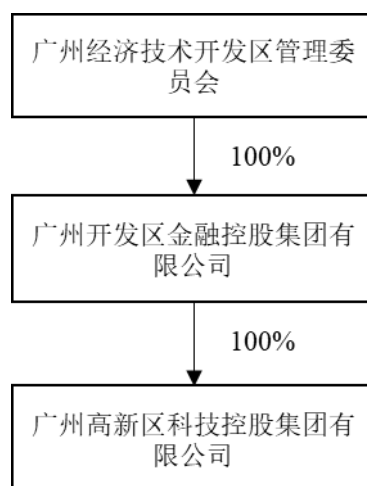 广州经济技术开发区管理委
员会
100%
广州开发区金融控股集团有
限公司
100%
广州高新区科技控股集团有
限公司